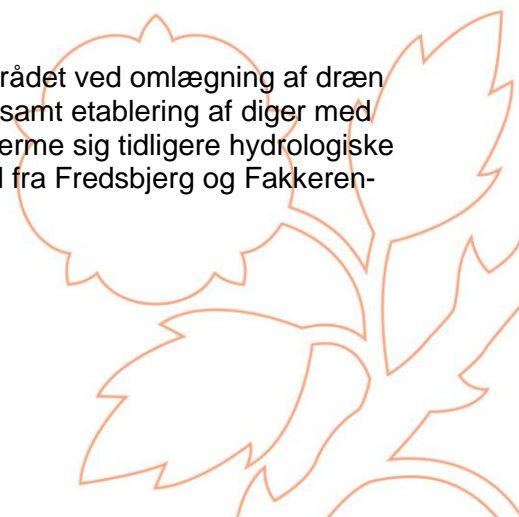 rådet ved omlægning af dræn
samt etablering af diger med
erme sig tidligere hydrologiske
fra Fredsbjerg og Fakkeren-